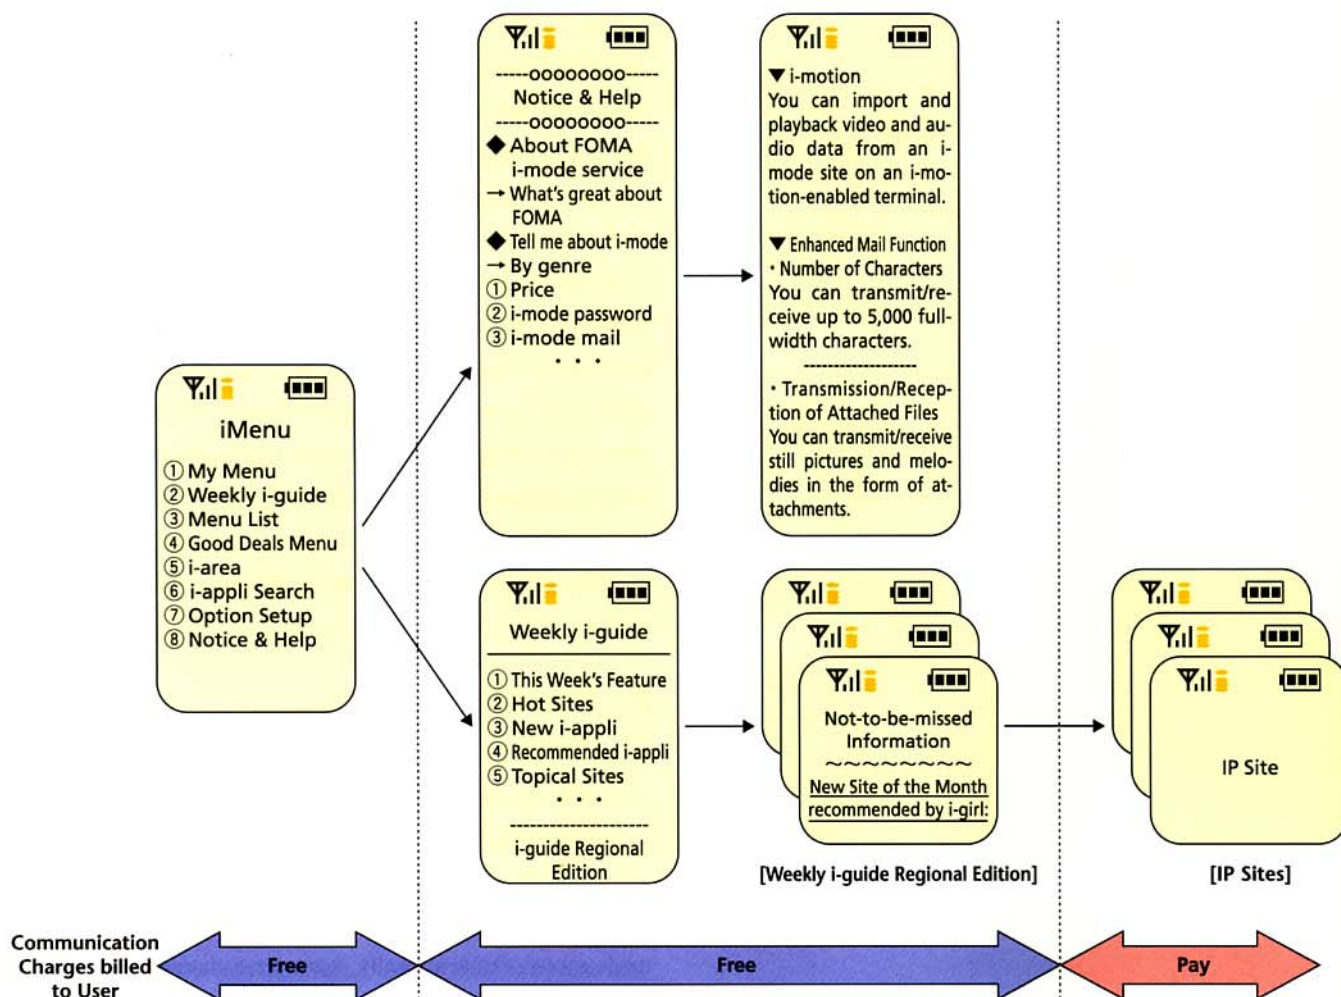 -----oooooooo-----
Notice & Help
-----oooooooo-----
◆ About FOMA
i-mode service
→ What's great about
FOMA
◆ Tell me about i-mode
→ By genre
① Price
② i-mode password
③ i-mode mail
· · ·
▼ i-motion
You can import and
playback video and au-
dio data from an i-
mode site on an i-mo-
tion-enabled terminal.
▼ Enhanced Mail Function
· Number of Characters
You can transmit/re-
ceive up to 5,000 full-
width characters.
--------------------
· Transmission/Recep-
tion of Attached Files
You can transmit/receive
still pictures and melo-
dies in the form of at-
tachments.
iMenu
① My Menu
② Weekly i-guide
③ Menu List
④ Good Deals Menu
⑤ i-area
⑥ i-appli Search
⑦ Option Setup
⑧ Notice & Help
Weekly i-guide
① This Week's Feature
② Hot Sites
③ New i-appli
④ Recommended i-appli
⑤ Topical Sites
· · ·
--------------------
i-guide Regional
Edition
Not-to-be-missed
Information
~~~~~~~~
New Site of the Month
recommended by i-girl:
[Weekly i-guide Regional Edition]
IP Site
[IP Sites]
Communication
Charges billed
to User
Free
Free
Pay